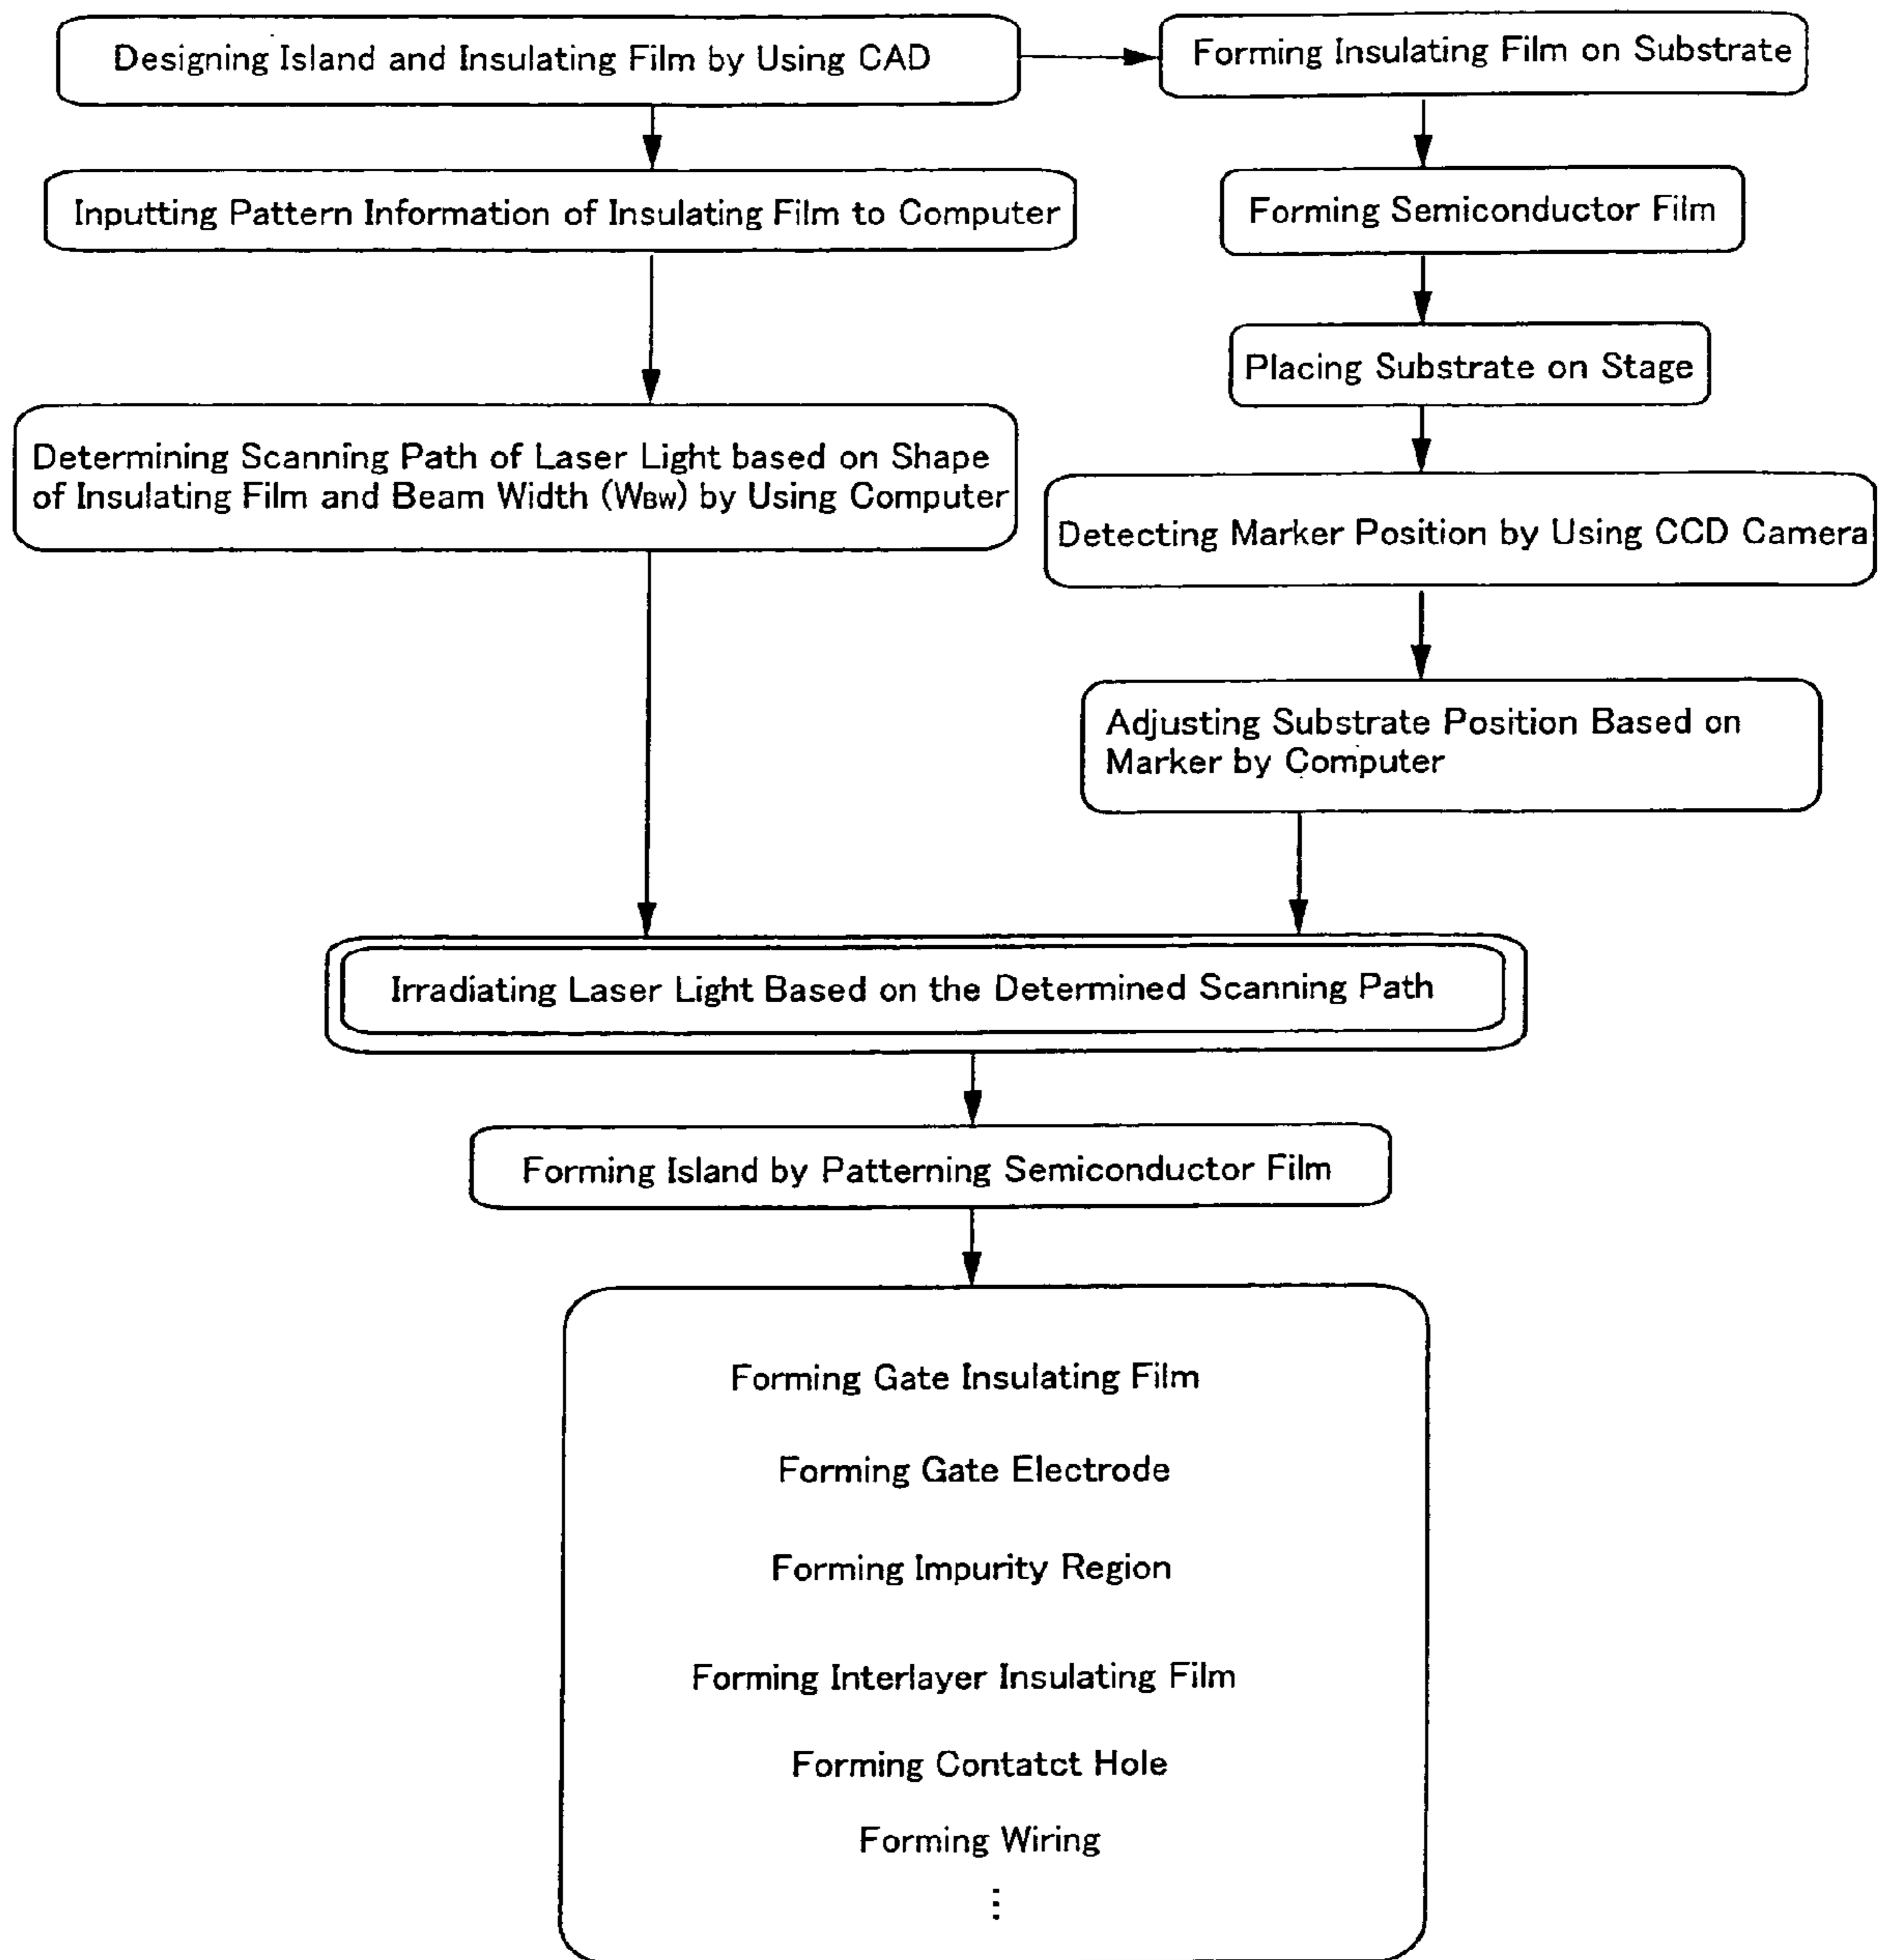 Designing Island and Insulating Film by Using CAD
Forming Insulating Film on Substrate
Inputting Pattern Information of Insulating Film to Computer
Forming Semiconductor Film
Placing Substrate on Stage
Determining Scanning Path of Laser Light based on Shape
of Insulating Film and Beam Width (WBW) by Using Computer
Detecting Marker Position by Using CCD Camera
Adjusting Substrate Position Based on
Marker by Computer
Irradiating Laser Light Based on the Determined Scanning Path
Forming Island by Patterning Semiconductor Film
Forming Gate Insulating Film
Forming Gate Electrode
Forming Impurity Region
Forming Interlayer Insulating Film
Forming Contatct Hole
Forming Wiring
⋮